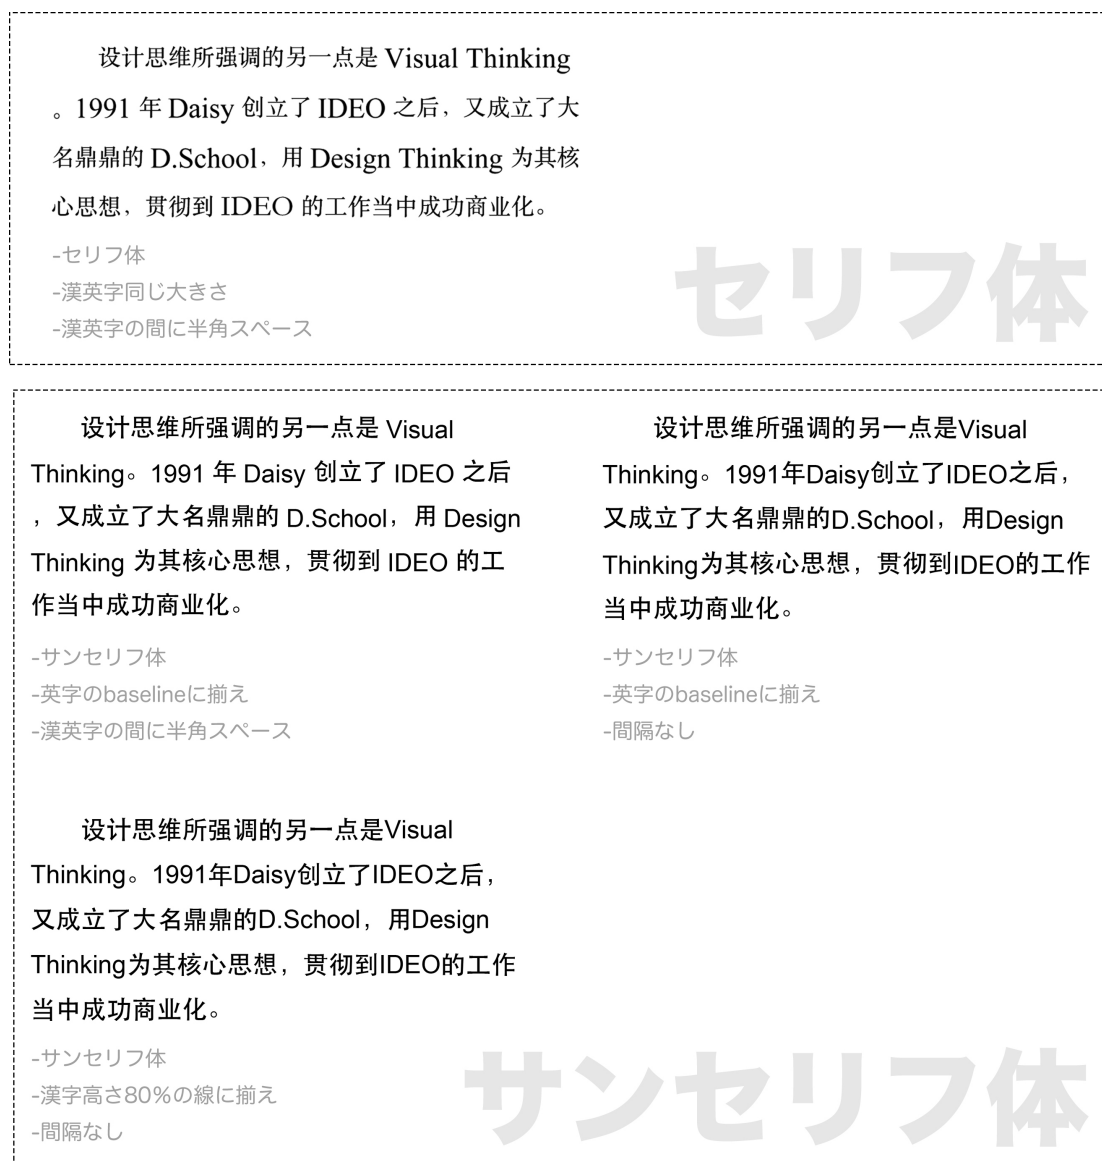 设计思维所强调的另一点是 Visual Thinking
。1991 年 Daisy 创立了 IDEO 之后，又成立了大
名鼎鼎的 D.School，用 Design Thinking 为其核
心思想，贯彻到 IDEO 的工作当中成功商业化。
-セリフ体
-漢英字同じ大きさ
-漢英字の間に半角スペース
セリフ体
设计思维所强调的另一点是 Visual
Thinking。1991 年 Daisy 创立了 IDEO 之后
，又成立了大名鼎鼎的 D.School，用 Design
Thinking 为其核心思想，贯彻到 IDEO 的工
作当中成功商业化。
-サンセリフ体
-英字のbaselineに揃え
-漢英字の間に半角スペース
设计思维所强调的另一点是Visual
Thinking。1991年Daisy创立了IDEO之后，
又成立了大名鼎鼎的D.School，用Design
Thinking为其核心思想，贯彻到IDEO的工作
当中成功商业化。
-サンセリフ体
-英字のbaselineに揃え
-間隔なし
设计思维所强调的另一点是Visual
Thinking。1991年Daisy创立了IDEO之后，
又成立了大名鼎鼎的D.School，用Design
Thinking为其核心思想，贯彻到IDEO的工作
当中成功商业化。
-サンセリフ体
-漢字高さ80%の線に揃え
-間隔なし
サンセリフ体